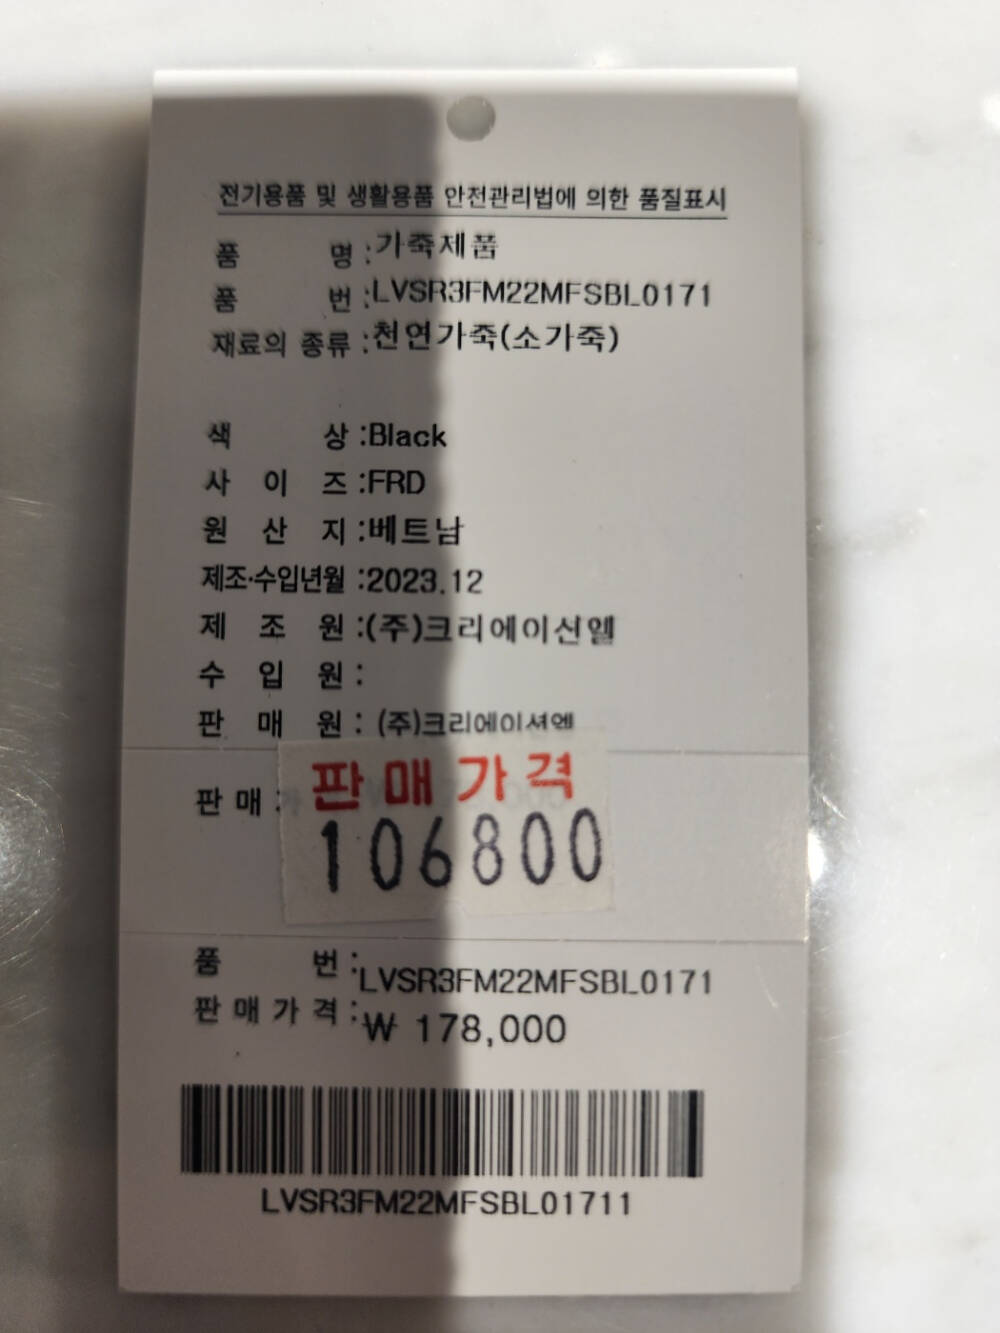 전기용품 및 생활용품 안전관리법에 의한 품질표시
품 명 : 가죽제품
품 번 : LVSR3FM22MFSBL0171
재료의 종류 : 천연가죽(소가죽)
색 상 : Black
사 이 즈 : FRD
원 산 지 : 베트남
제조·수입년월 : 2023.12
제 조 원 : (주)크리에이션엘
수 입 원 :
판 매 원 : (주)크리에이션엘
판 매
판매가격
106800
품 번 : LVSR3FM22MFSBL0171
판 매 가 격 : ₩ 178,000
LVSR3FM22MFSBL01711